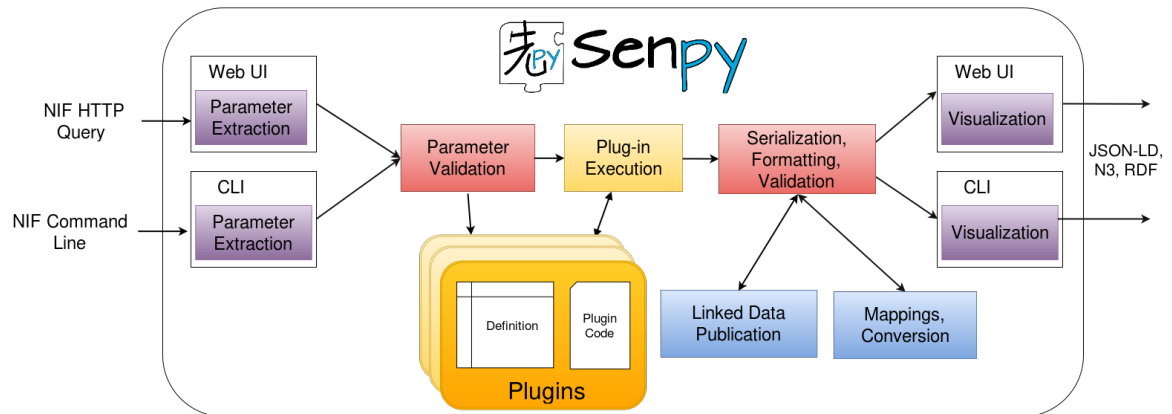 先
py
Senpy
Web UI
Parameter
Extraction
NIF HTTP
Query
CLI
Parameter
Extraction
NIF Command
Line
Parameter
Validation
Plug-in
Execution
Serialization,
Formatting,
Validation
Web UI
Visualization
CLI
Visualization
JSON-LD,
N3, RDF
Definition
Plugin
Code
Plugins
Linked Data
Publication
Mappings,
Conversion